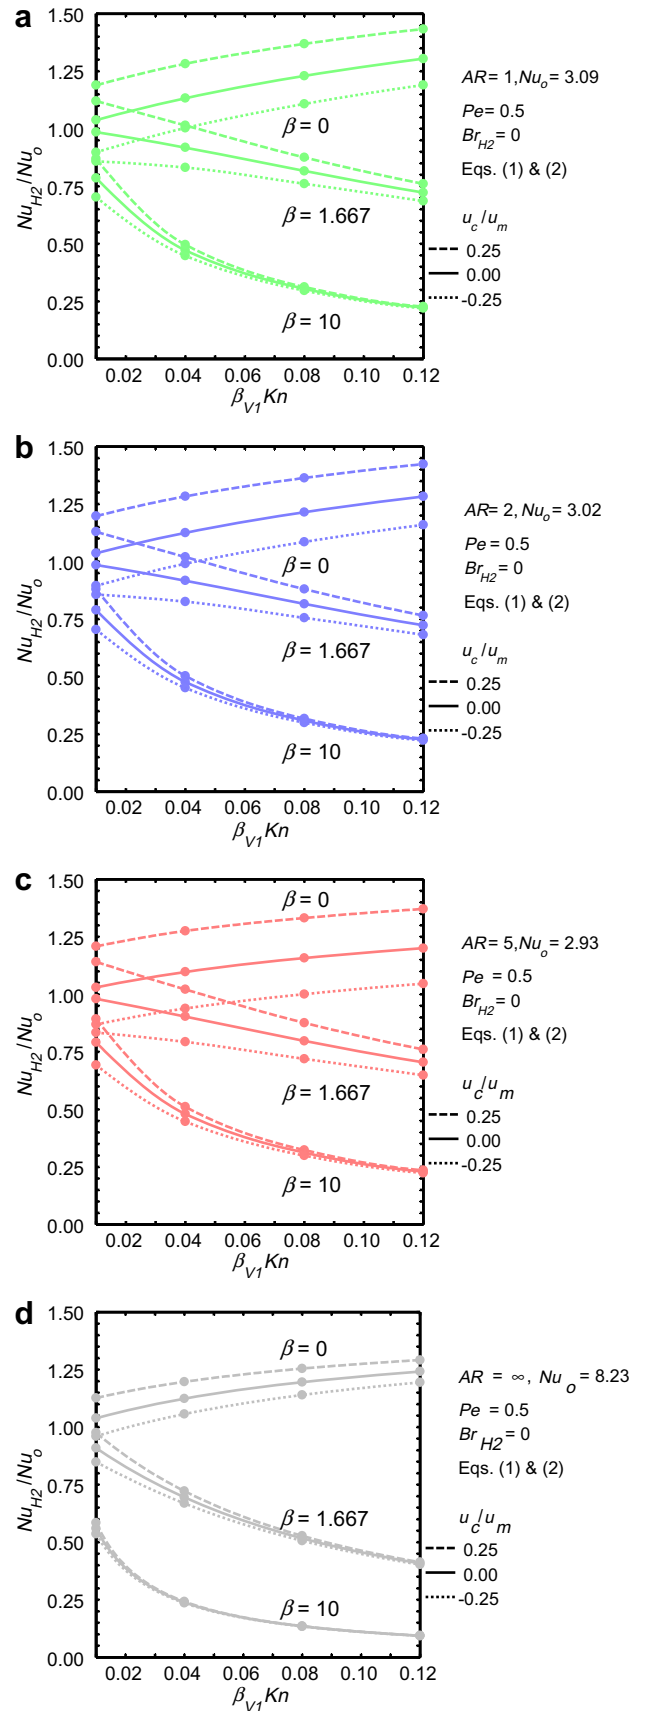 a
1.50
1.25
1.00
0.75
0.50
0.25
0.00
Nu_H2/Nu_o
β = 0
β = 1.667
β = 10
0.02 0.04 0.06 0.08 0.10 0.12
β_V1Kn
AR = 1, Nu_o = 3.09
Pe = 0.5
Br_H2 = 0
Eqs. (1) & (2)
u_c/u_m
0.25
0.00
-0.25
b
1.50
1.25
1.00
0.75
0.50
0.25
0.00
Nu_H2/Nu_o
β = 0
β = 1.667
β = 10
0.02 0.04 0.06 0.08 0.10 0.12
β_V1Kn
AR = 2, Nu_o = 3.02
Pe = 0.5
Br_H2 = 0
Eqs. (1) & (2)
u_c/u_m
0.25
0.00
-0.25
c
1.50
1.25
1.00
0.75
0.50
0.25
0.00
Nu_H2/Nu_o
β = 0
β = 1.667
β = 10
0.02 0.04 0.06 0.08 0.10 0.12
β_V1Kn
AR = 5, Nu_o = 2.93
Pe = 0.5
Br_H2 = 0
Eqs. (1) & (2)
u_c/u_m
0.25
0.00
-0.25
d
1.50
1.25
1.00
0.75
0.50
0.25
0.00
Nu_H2/Nu_o
β = 0
β = 1.667
β = 10
0.02 0.04 0.06 0.08 0.10 0.12
β_V1Kn
AR = ∞, Nu_o = 8.23
Pe = 0.5
Br_H2 = 0
Eqs. (1) & (2)
u_c/u_m
0.25
0.00
-0.25